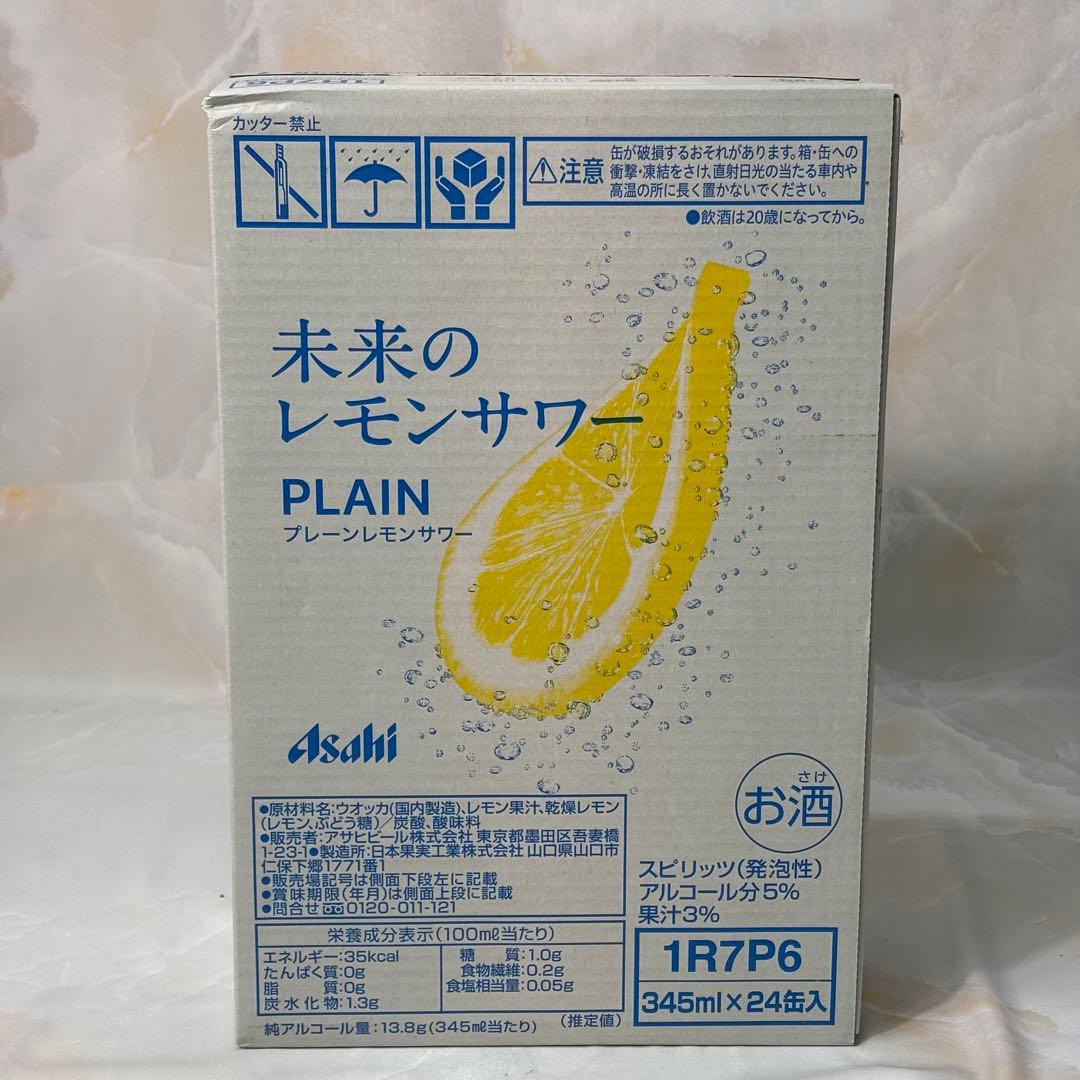 1R7P6
カッター禁止
⚠注意
缶が破損するおそれがあります。箱・缶への
衝撃・凍結をさけ、直射日光の当たる車内や
高温の所に長く置かないでください。
●飲酒は20歳になってから。
未来の
レモンサワー
PLAIN
プレーンレモンサワー
Asahi
●原材料名:ウオッカ(国内製造)、レモン果汁、乾燥レモン
(レモン、ぶどう糖)/炭酸、酸味料
●販売者:アサヒビール株式会社 東京都墨田区吾妻橋
1-23-1●製造所:日本果実工業株式会社 山口県山口市
仁保下郷1771番1
●販売場記号は側面下段左に記載
●賞味期限(年月)は側面上段に記載
●問合せ 0120-011-121
栄養成分表示(100ml当たり)
エネルギー:35kcal
たんぱく質:0g
脂 質:0g
炭水化物:1.3g
糖 質:1.0g
食物繊維:0.2g
食塩相当量:0.05g
純アルコール量:13.8g(345ml当たり)
(推定値)
さけ
お酒
スピリッツ(発泡性)
アルコール分5%
果汁3%
1R7P6
345ml×24缶入